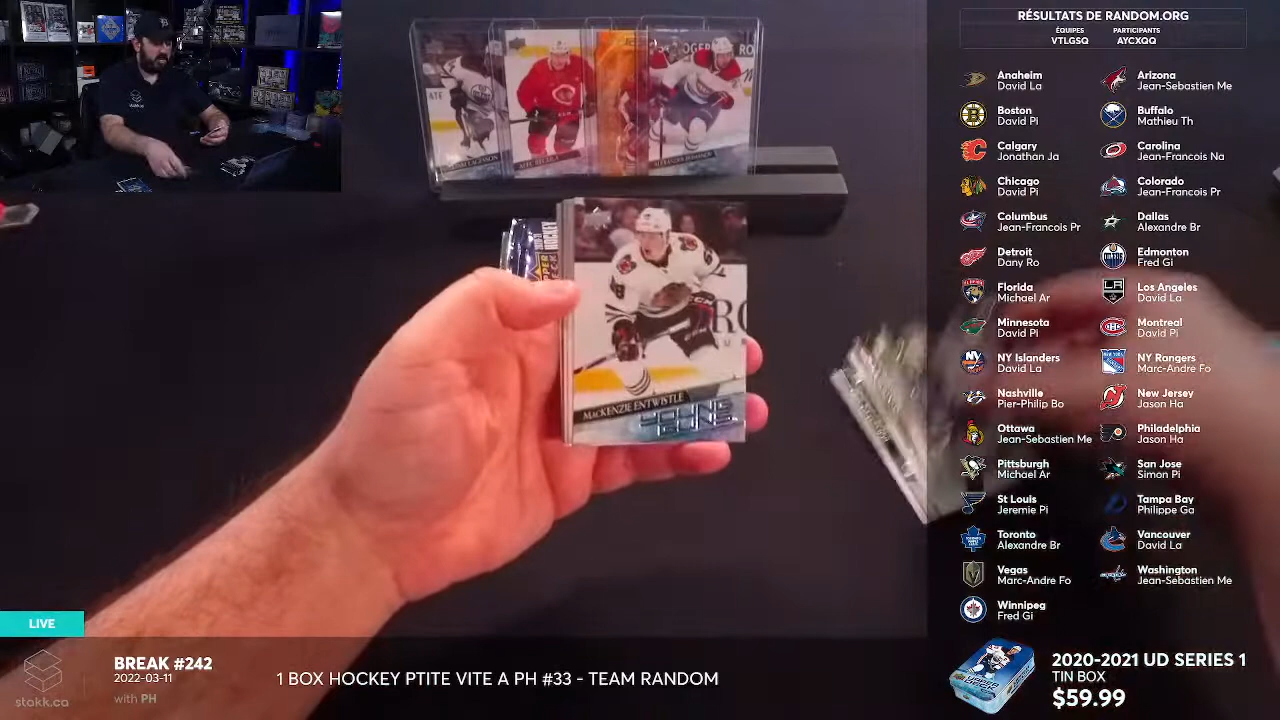 RÉSULTATS DE RANDOM.ORG
ÉQUIPES
VTLGSQ
PARTICIPANTS
AYCXQQ
Anaheim
David La
Arizona
Jean-Sebastien Me
Boston
David Pi
Buffalo
Mathieu Th
Calgary
Jonathan Ja
Carolina
Jean-Francois Na
Chicago
David Pi
Colorado
Jean-Francois Pr
Columbus
Jean-Francois Pr
Dallas
Alexandre Br
Detroit
Dany Ro
Edmonton
Fred Gi
Florida
Michael Ar
Los Angeles
David La
Minnesota
David Pi
Montreal
David Pi
NY Islanders
David La
NY Rangers
Marc-Andre Fo
Nashville
Pier-Philip Bo
New Jersey
Jason Ha
Ottawa
Jean-Sebastien Me
Philadelphia
Jason Ha
Pittsburgh
Michael Ar
San Jose
Simon Pi
St Louis
Jeremie Pi
Tampa Bay
Philippe Ga
Toronto
Alexandre Br
Vancouver
David La
Vegas
Marc-Andre Fo
Washington
Jean-Sebastien Me
Winnipeg
Fred Gi
MACKENZIE ENTWISTLE
YOUNG
GUNS
HOCKEY
LIVE
stakk.ca
BREAK #242
2022-03-11
with PH
1 BOX HOCKEY PTITE VITE A PH #33 - TEAM RANDOM
2020-2021 UD SERIES 1
TIN BOX
$59.99